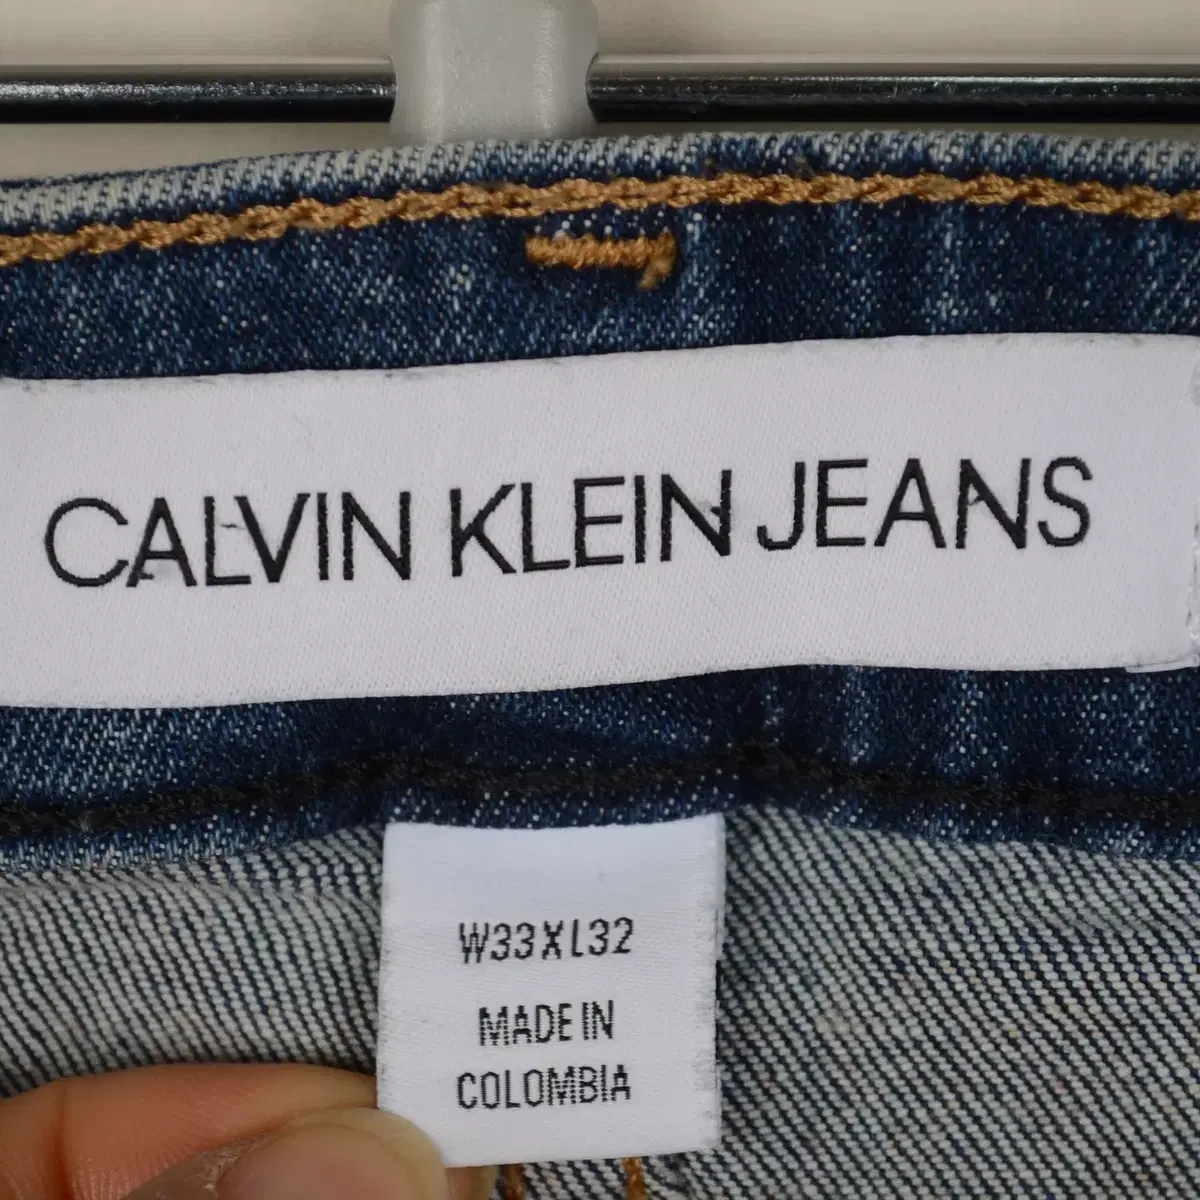 CALVIN KLEIN JEANS
W33XL32
MADE IN
COLOMBIA